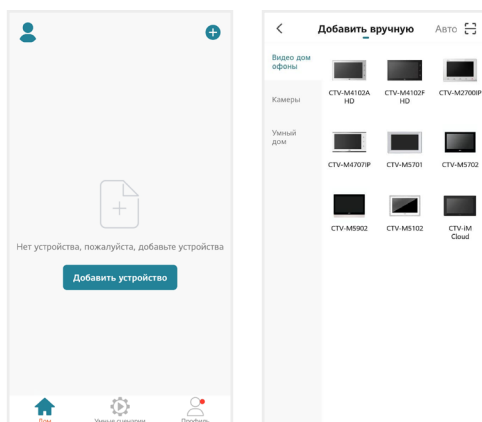 Нет устройства, пожалуйста, добавьте устройства
Добавить устройство
Дом
Умные сценарии
Профиль
Добавить вручную
Авто
Видео дом
офоны
Камеры
Умный
дом
CTV-M4102A
HD
CTV-M4102F
HD
CTV-M2700IP
CTV-M4707IP
CTV-M5701
CTV-M5702
CTV-M5902
CTV-M5102
CTV-iM
Cloud